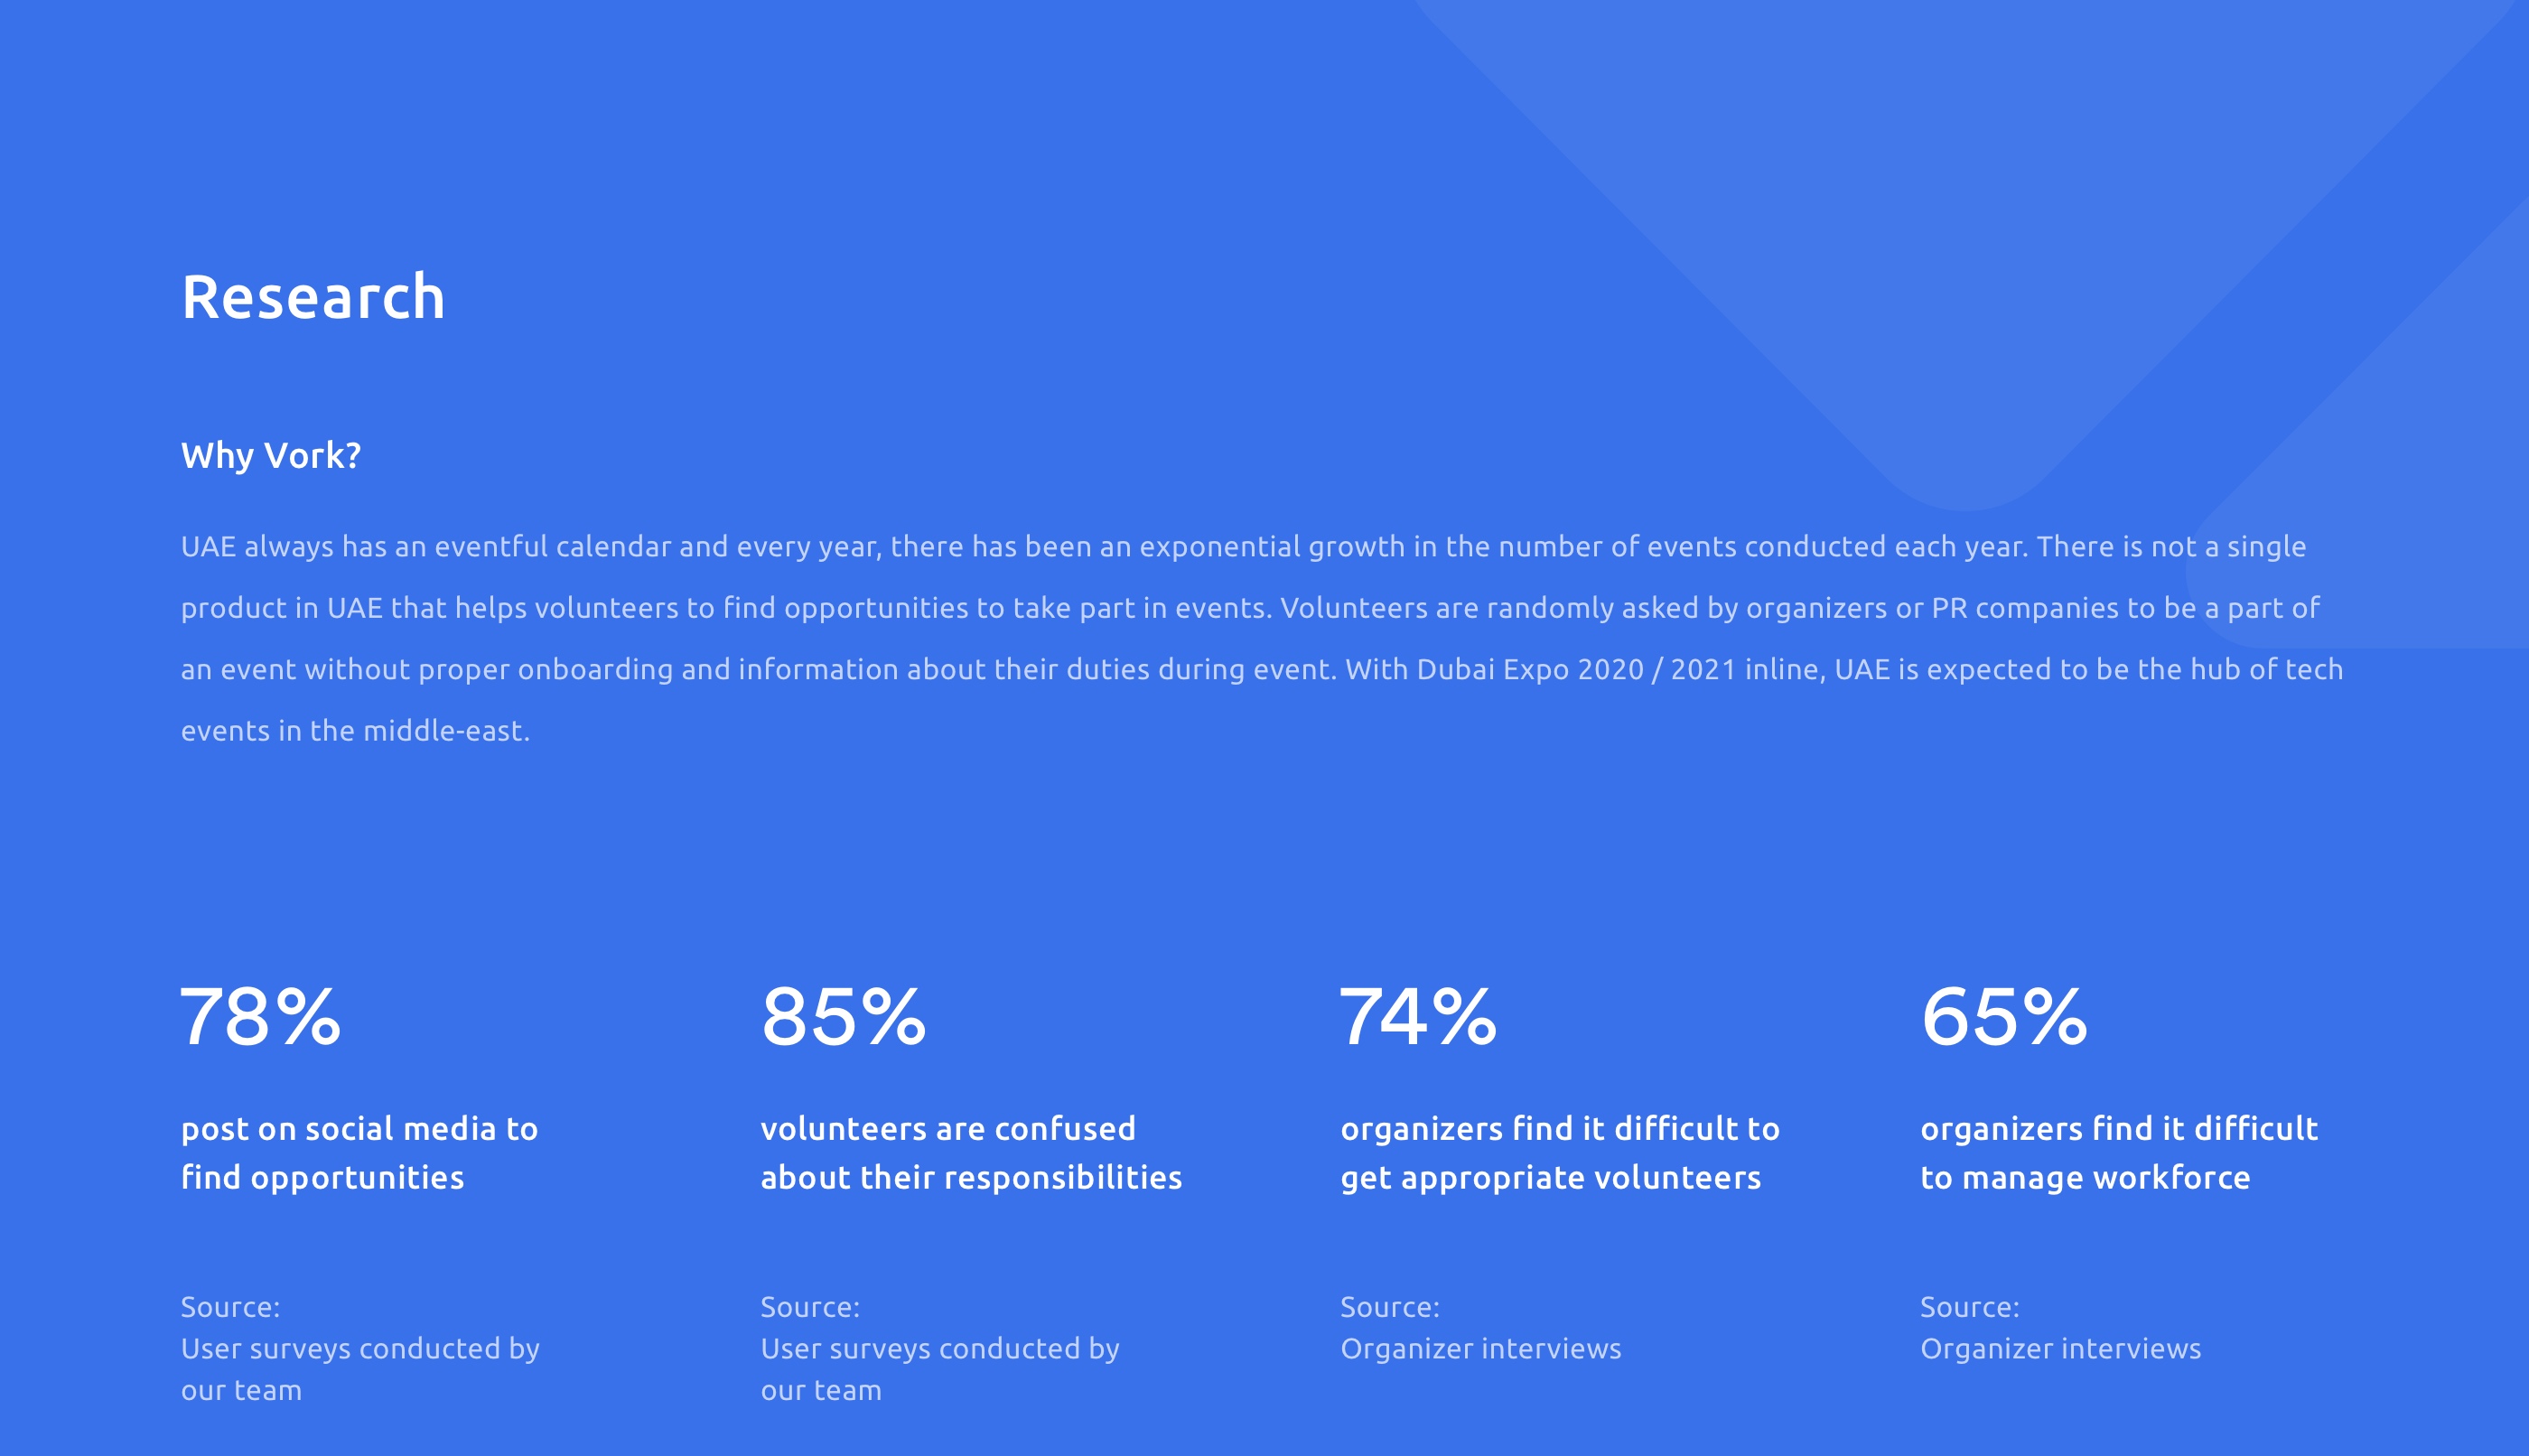 Research
Why Vork?
UAE always has an eventful calendar and every year, there has been an exponential growth in the number of events conducted each year. There is not a single
product in UAE that helps volunteers to find opportunities to take part in events. Volunteers are randomly asked by organizers or PR companies to be a part of
an event without proper onboarding and information about their duties during event. With Dubai Expo 2020 / 2021 inline, UAE is expected to be the hub of tech
events in the middle-east.
78%
post on social media to
find opportunities
Source:
User surveys conducted by
our team
85%
volunteers are confused
about their responsibilities
Source:
User surveys conducted by
our team
74%
organizers find it difficult to
get appropriate volunteers
Source:
Organizer interviews
65%
organizers find it difficult
to manage workforce
Source:
Organizer interviews